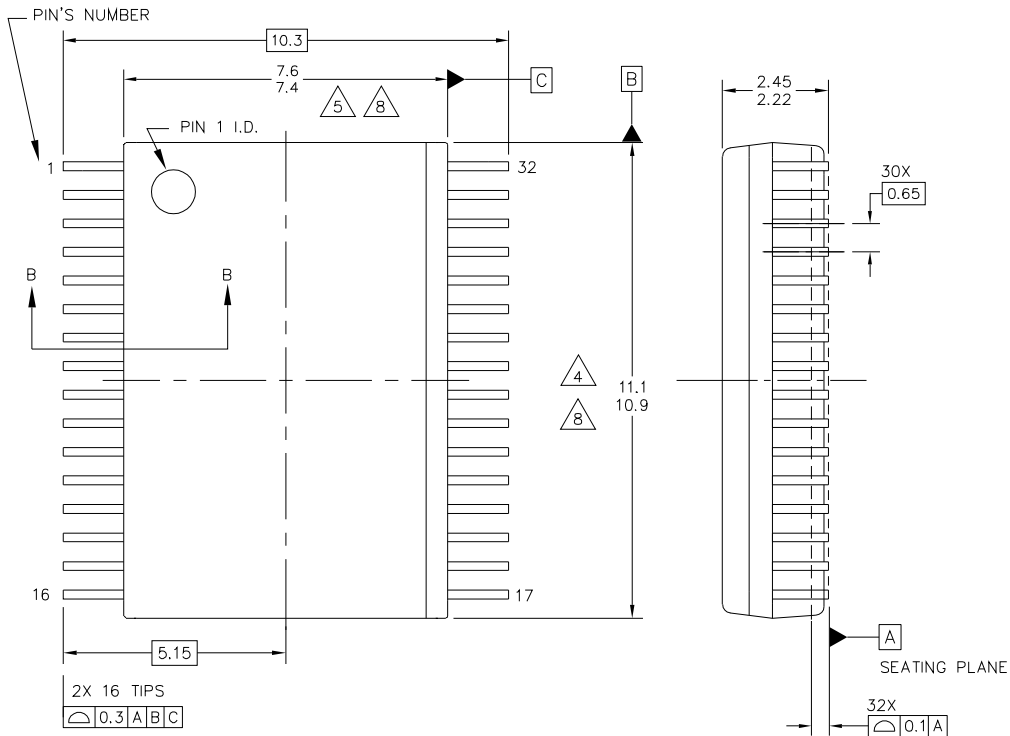 PIN'S NUMBER
10.3
7.6
7.4
5
8
C
B
2.45
2.22
PIN 1 I.D.
1
32
30X
0.65
B
B
4
8
11.1
10.9
16
17
5.15
A
SEATING PLANE
2X 16 TIPS
0.3 A B C
32X
0.1 A